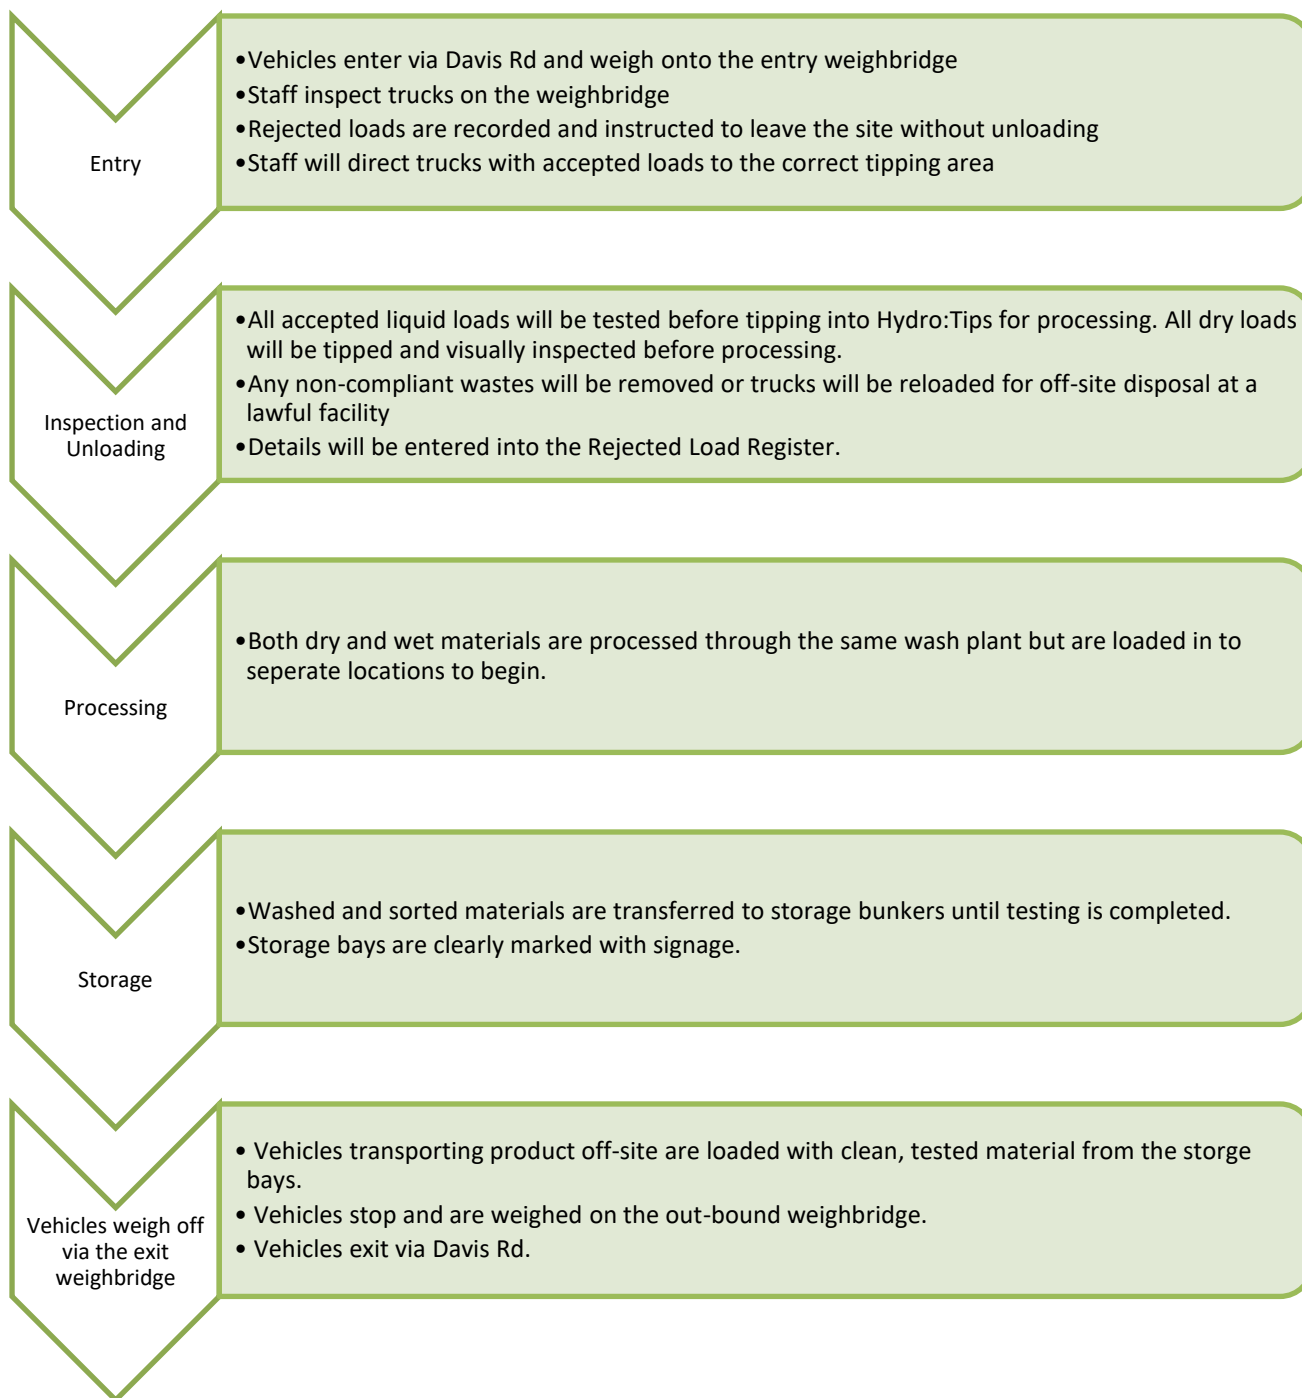 Entry
•Vehicles enter via Davis Rd and weigh onto the entry weighbridge
•Staff inspect trucks on the weighbridge
•Rejected loads are recorded and instructed to leave the site without unloading
•Staff will direct trucks with accepted loads to the correct tipping area
Inspection and
Unloading
•All accepted liquid loads will be tested before tipping into Hydro:Tips for processing. All dry loads
will be tipped and visually inspected before processing.
•Any non-compliant wastes will be removed or trucks will be reloaded for off-site disposal at a
lawful facility
•Details will be entered into the Rejected Load Register.
Processing
•Both dry and wet materials are processed through the same wash plant but are loaded in to
seperate locations to begin.
Storage
•Washed and sorted materials are transferred to storage bunkers until testing is completed.
•Storage bays are clearly marked with signage.
Vehicles weigh off
via the exit
weighbridge
• Vehicles transporting product off-site are loaded with clean, tested material from the storge
bays.
• Vehicles stop and are weighed on the out-bound weighbridge.
• Vehicles exit via Davis Rd.